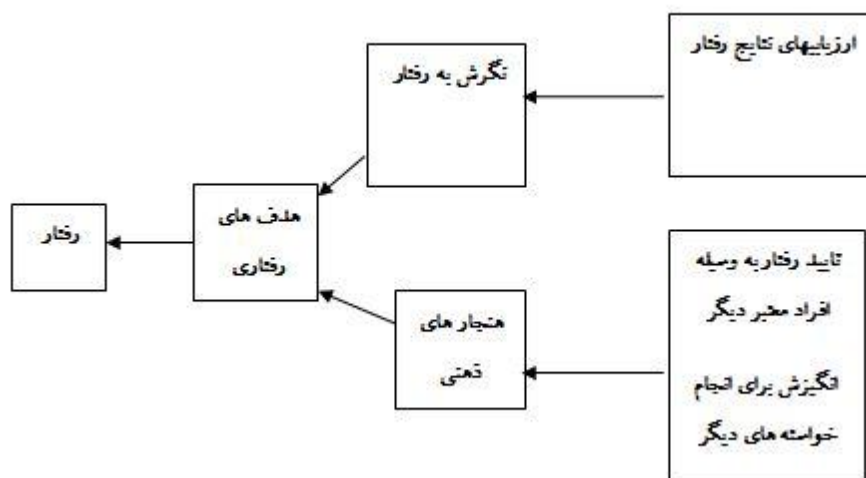 ارزیابیهای نتایج رفتار
نگرش به رفتار
هدف های
رفتاری
رفتار
تایید رفتار به وسیله
افراد معتبر دیگر
انگیزش برای انجام
خواسته های دیگر
هنجار های
ذهنی